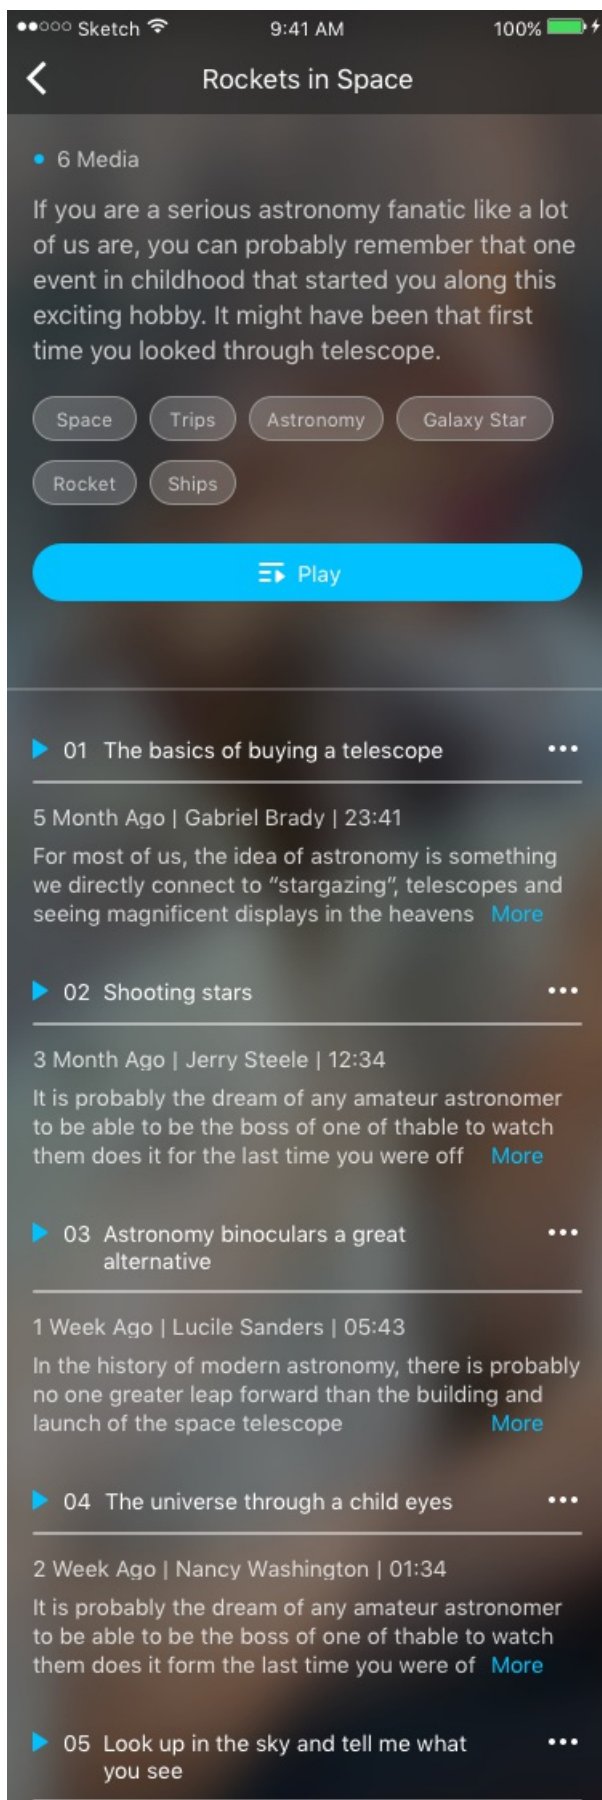 Sketch 9:41 AM 100%
Rockets in Space
6 Media
If you are a serious astronomy fanatic like a lot
of us are, you can probably remember that one
event in childhood that started you along this
exciting hobby. It might have been that first
time you looked through telescope.
Space Trips Astronomy Galaxy Star
Rocket Ships
Play
01 The basics of buying a telescope
5 Month Ago | Gabriel Brady | 23:41
For most of us, the idea of astronomy is something
we directly connect to “stargazing”, telescopes and
seeing magnificent displays in the heavens More
02 Shooting stars
3 Month Ago | Jerry Steele | 12:34
It is probably the dream of any amateur astronomer
to be able to be the boss of one of thable to watch
them does it for the last time you were off More
03 Astronomy binoculars a great
alternative
1 Week Ago | Lucile Sanders | 05:43
In the history of modern astronomy, there is probably
no one greater leap forward than the building and
launch of the space telescope More
04 The universe through a child eyes
2 Week Ago | Nancy Washington | 01:34
It is probably the dream of any amateur astronomer
to be able to be the boss of one of thable to watch
them does it form the last time you were of More
05 Look up in the sky and tell me what
you see